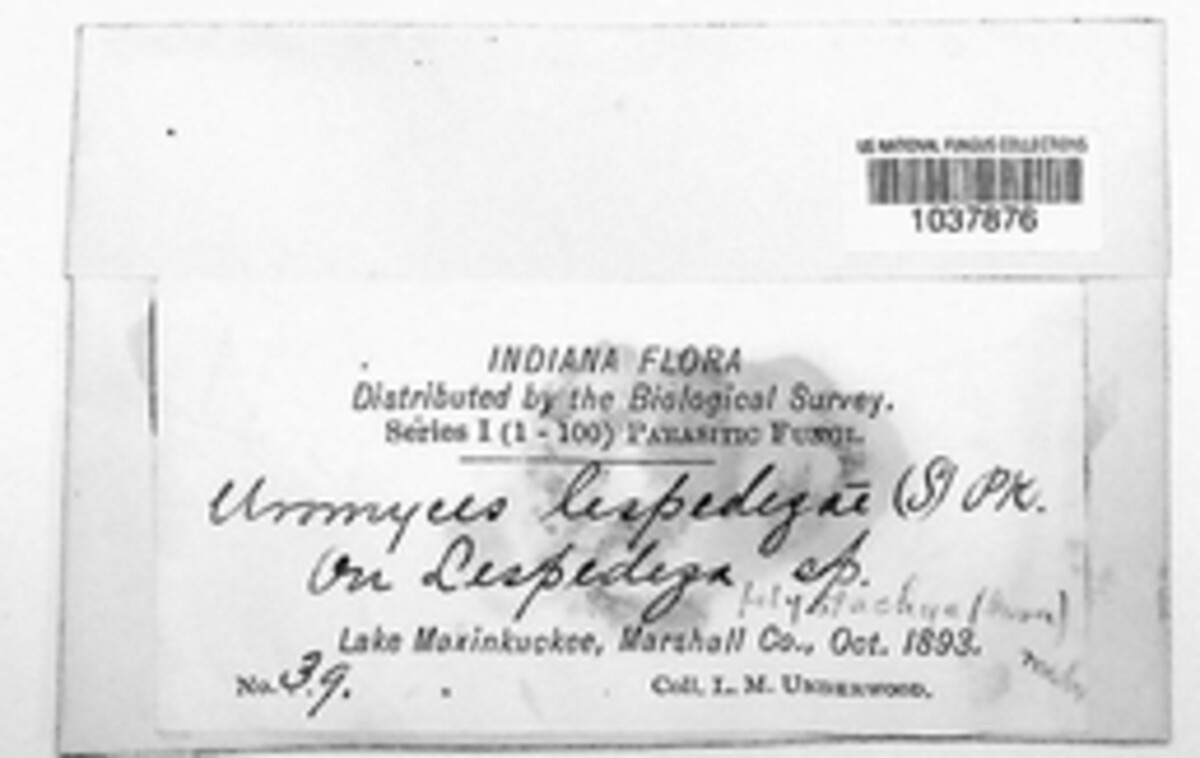 US NATIONAL FUNGUS COLLECTIONS
1037876
INDIANA FLORA
Distributed by the Biological Survey.
Series I (1 - 100) PARASITIC FUNGI.
Uromyces lespedezae (S) Pk.
On Lespedeza sp.
polystachya
Lake Maxinkuckee, Marshall Co., Oct. 1893.
No. 39.
Coll. L. M. UNDERWOOD.